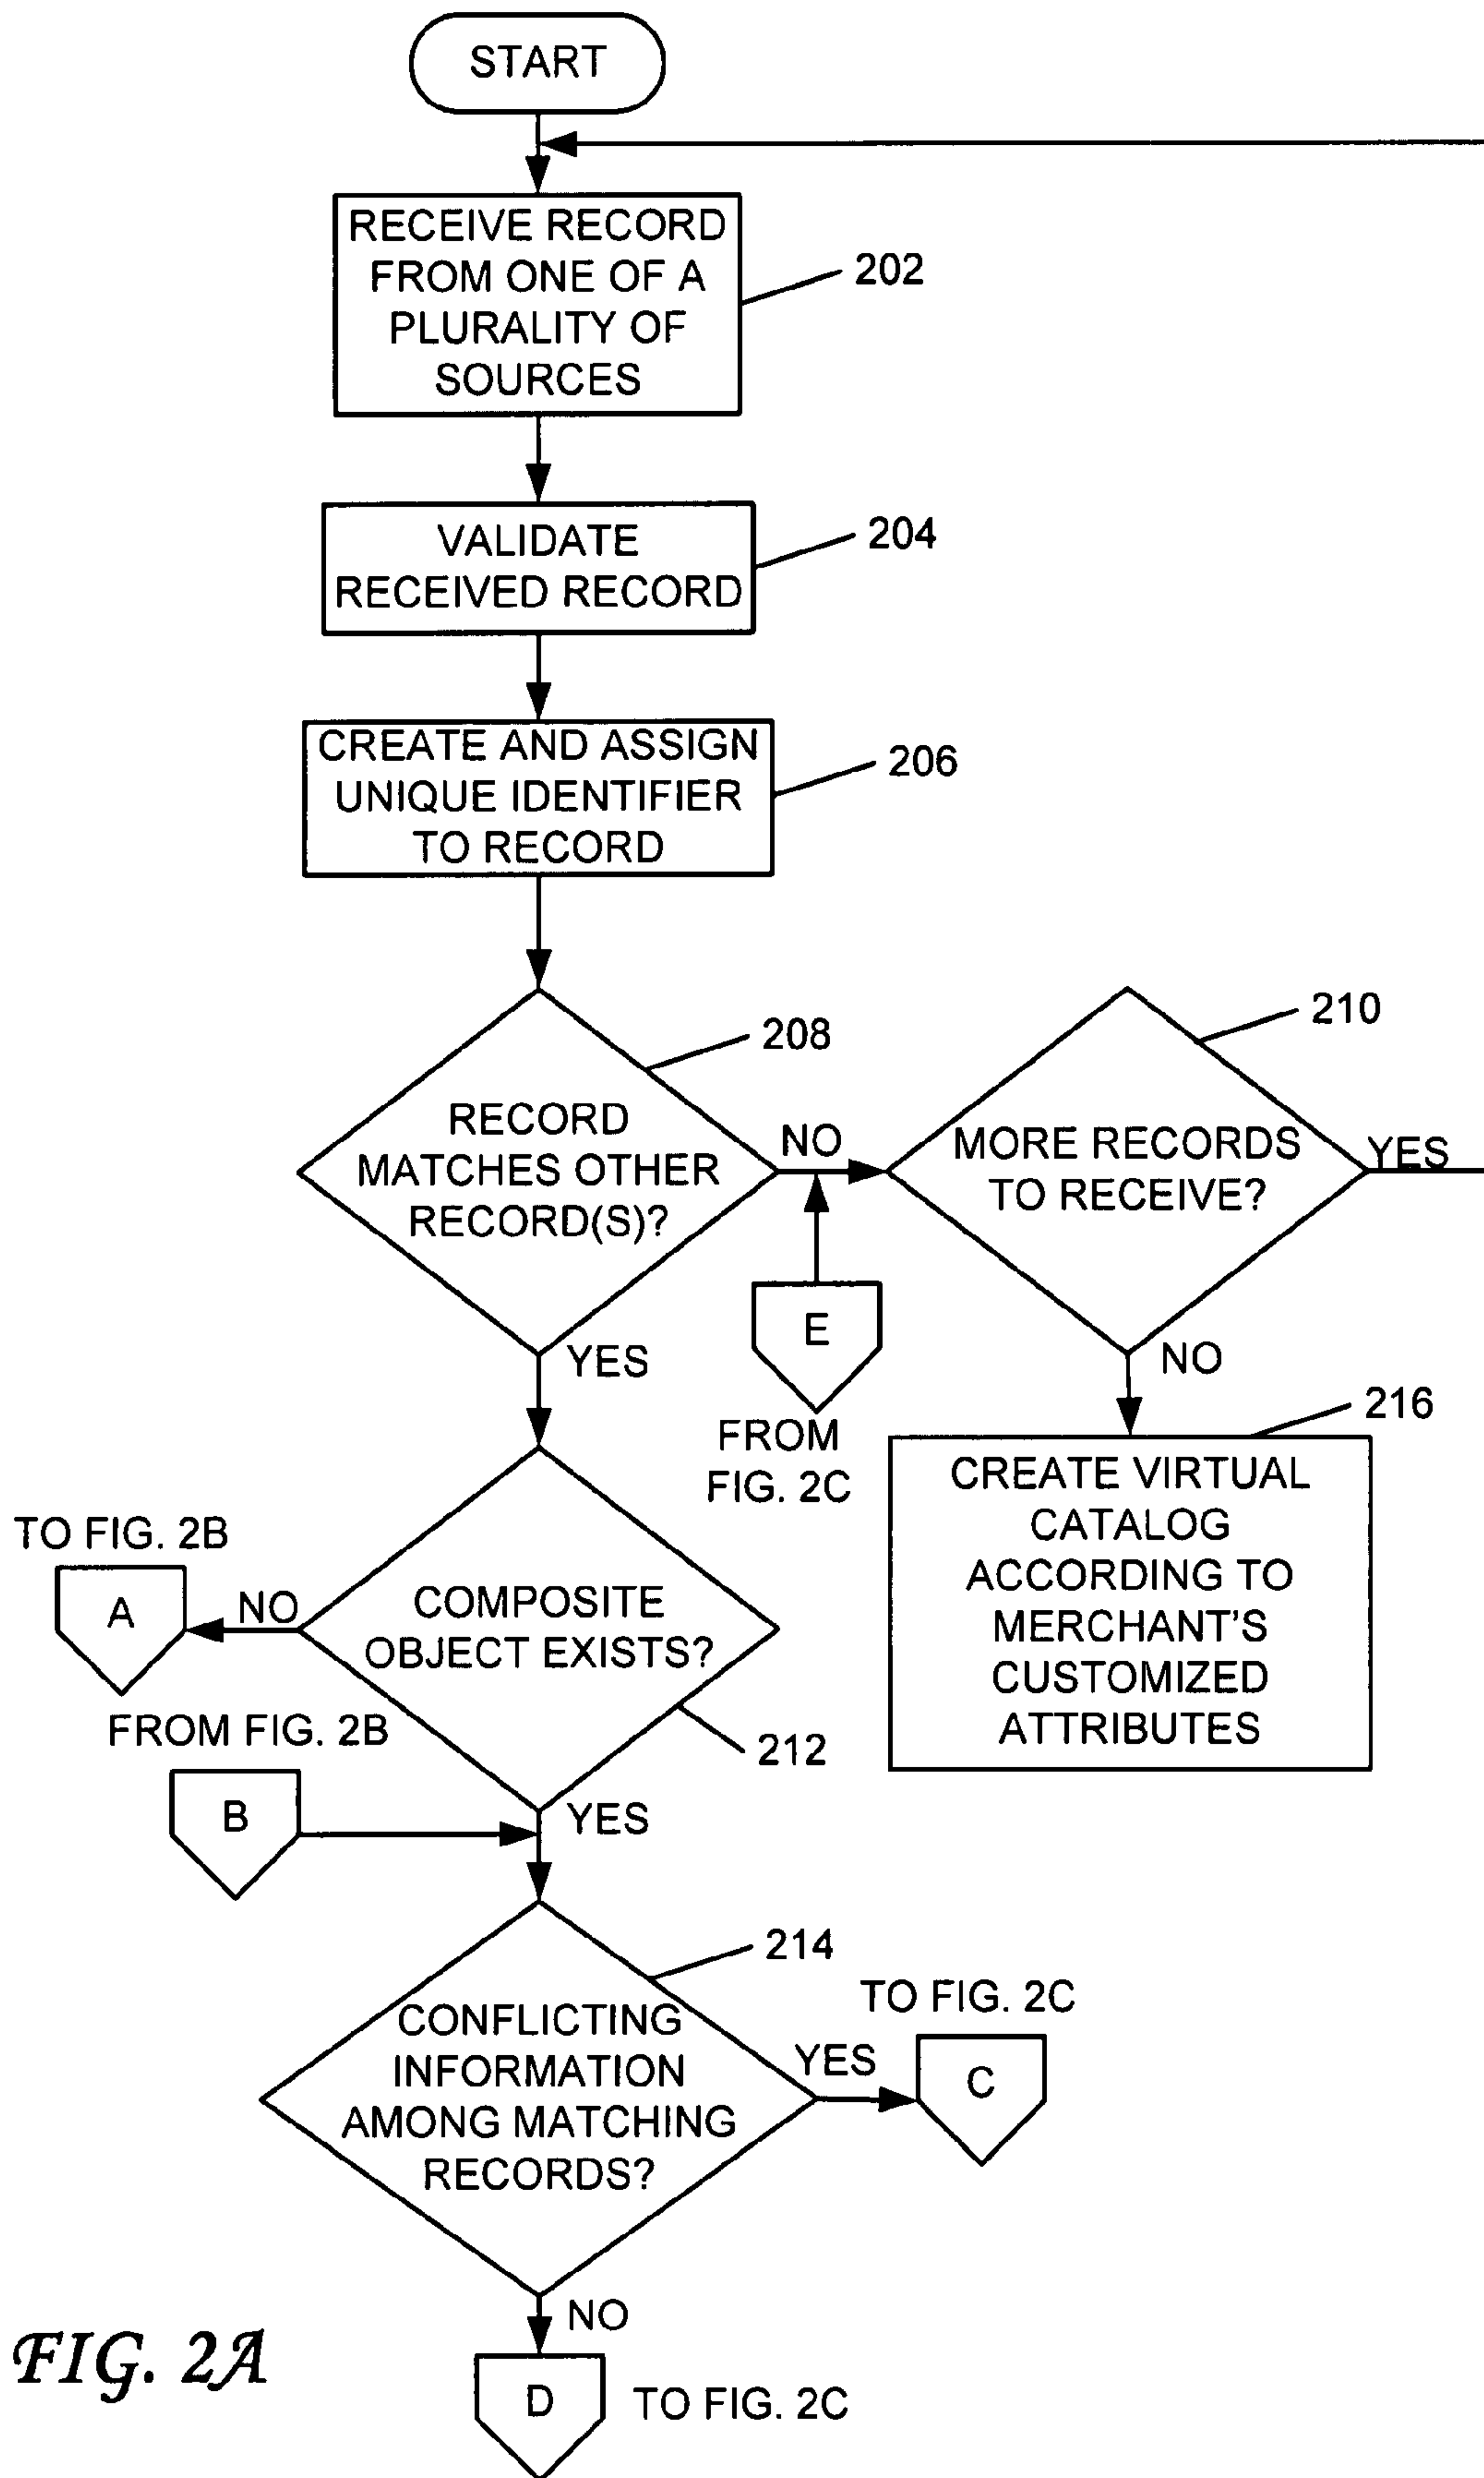 START
RECEIVE RECORD
FROM ONE OF A
PLURALITY OF
SOURCES
202
VALIDATE
RECEIVED RECORD
204
CREATE AND ASSIGN
UNIQUE IDENTIFIER
TO RECORD
206
RECORD
MATCHES OTHER
RECORD(S)?
208
NO
MORE RECORDS
TO RECEIVE?
210
YES
E
FROM
FIG. 2C
YES
NO
CREATE VIRTUAL
CATALOG
ACCORDING TO
MERCHANT'S
CUSTOMIZED
ATTRIBUTES
216
TO FIG. 2B
A
NO
COMPOSITE
OBJECT EXISTS?
212
FROM FIG. 2B
B
YES
CONFLICTING
INFORMATION
AMONG MATCHING
RECORDS?
214
TO FIG. 2C
YES
C
NO
D
TO FIG. 2C
FIG. 2A